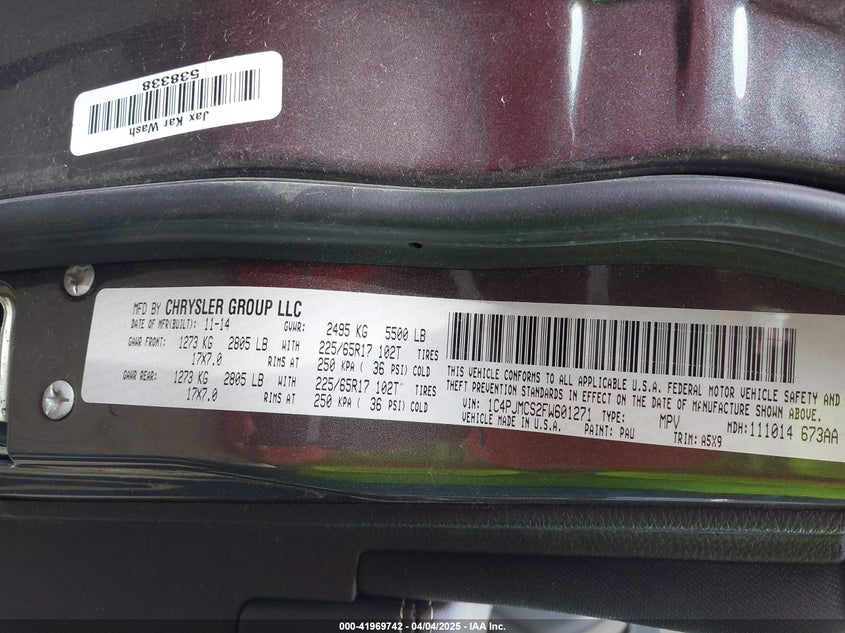 Jax Kar Wash
538338
MFD BY CHRYSLER GROUP LLC
DATE OF MFR(BUILT): 11-14 GVWR: 2495 KG 5500 LB
GAWR FRONT: 1273 KG 2805 LB WITH 225/65R17 102T TIRES
17X7.0 RIMS AT 250 KPA ( 36 PSI) COLD
GAWR REAR: 1273 KG 2805 LB WITH 225/65R17 102T TIRES
17X7.0 RIMS AT 250 KPA ( 36 PSI) COLD
THIS VEHICLE CONFORMS TO ALL APPLICABLE U.S.A. FEDERAL MOTOR VEHICLE SAFETY AND
THEFT PREVENTION STANDARDS IN EFFECT ON THE DATE OF MANUFACTURE SHOWN ABOVE.
VIN: 1C4PJMCS2FW601271 TYPE: MPV MDH: 111014 673AA
VEHICLE MADE IN U.S.A. PAINT: PAU TRIM: A5X9
000-41969742 - 04/04/2025 - IAA Inc.